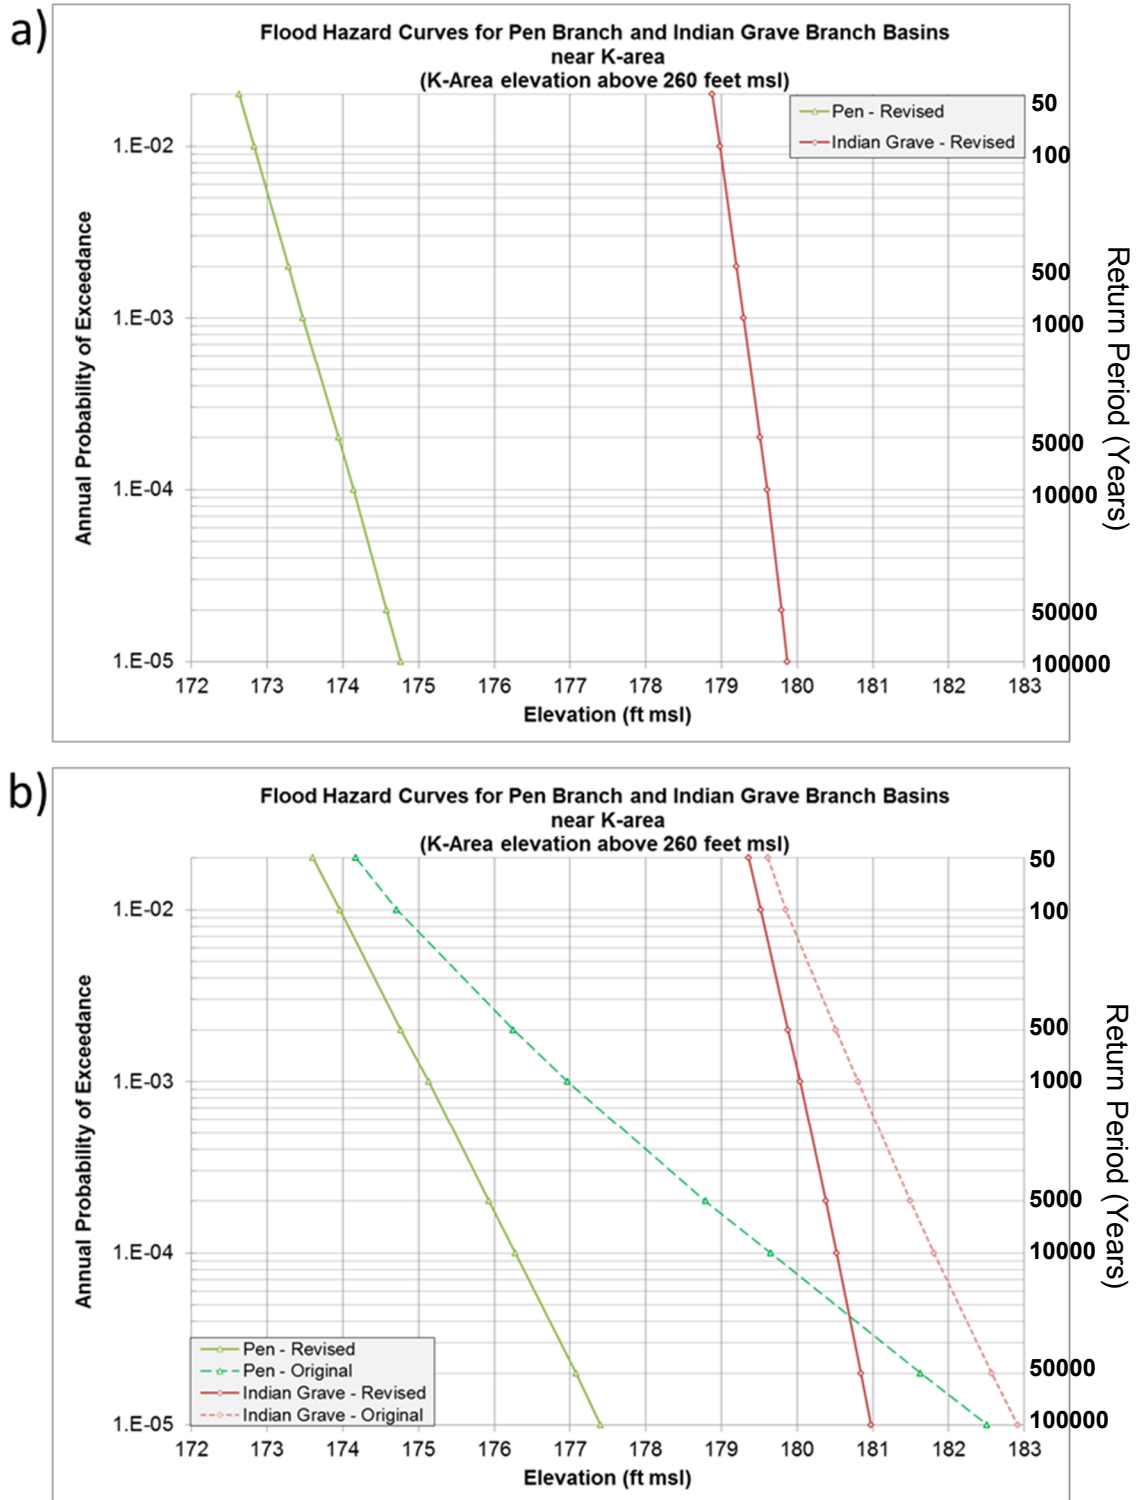 a)
Flood Hazard Curves for Pen Branch and Indian Grave Branch Basins
near K-area
(K-Area elevation above 260 feet msl)
Pen - Revised
Indian Grave - Revised
Annual Probability of Exceedance
1.E-02
1.E-03
1.E-04
1.E-05
50
100
500
1000
5000
10000
50000
100000
Return Period (Years)
172 173 174 175 176 177 178 179 180 181 182 183
Elevation (ft msl)
b)
Flood Hazard Curves for Pen Branch and Indian Grave Branch Basins
near K-area
(K-Area elevation above 260 feet msl)
Annual Probability of Exceedance
1.E-02
1.E-03
1.E-04
1.E-05
50
100
500
1000
5000
10000
50000
100000
Return Period (Years)
Pen - Revised
Pen - Original
Indian Grave - Revised
Indian Grave - Original
172 173 174 175 176 177 178 179 180 181 182 183
Elevation (ft msl)